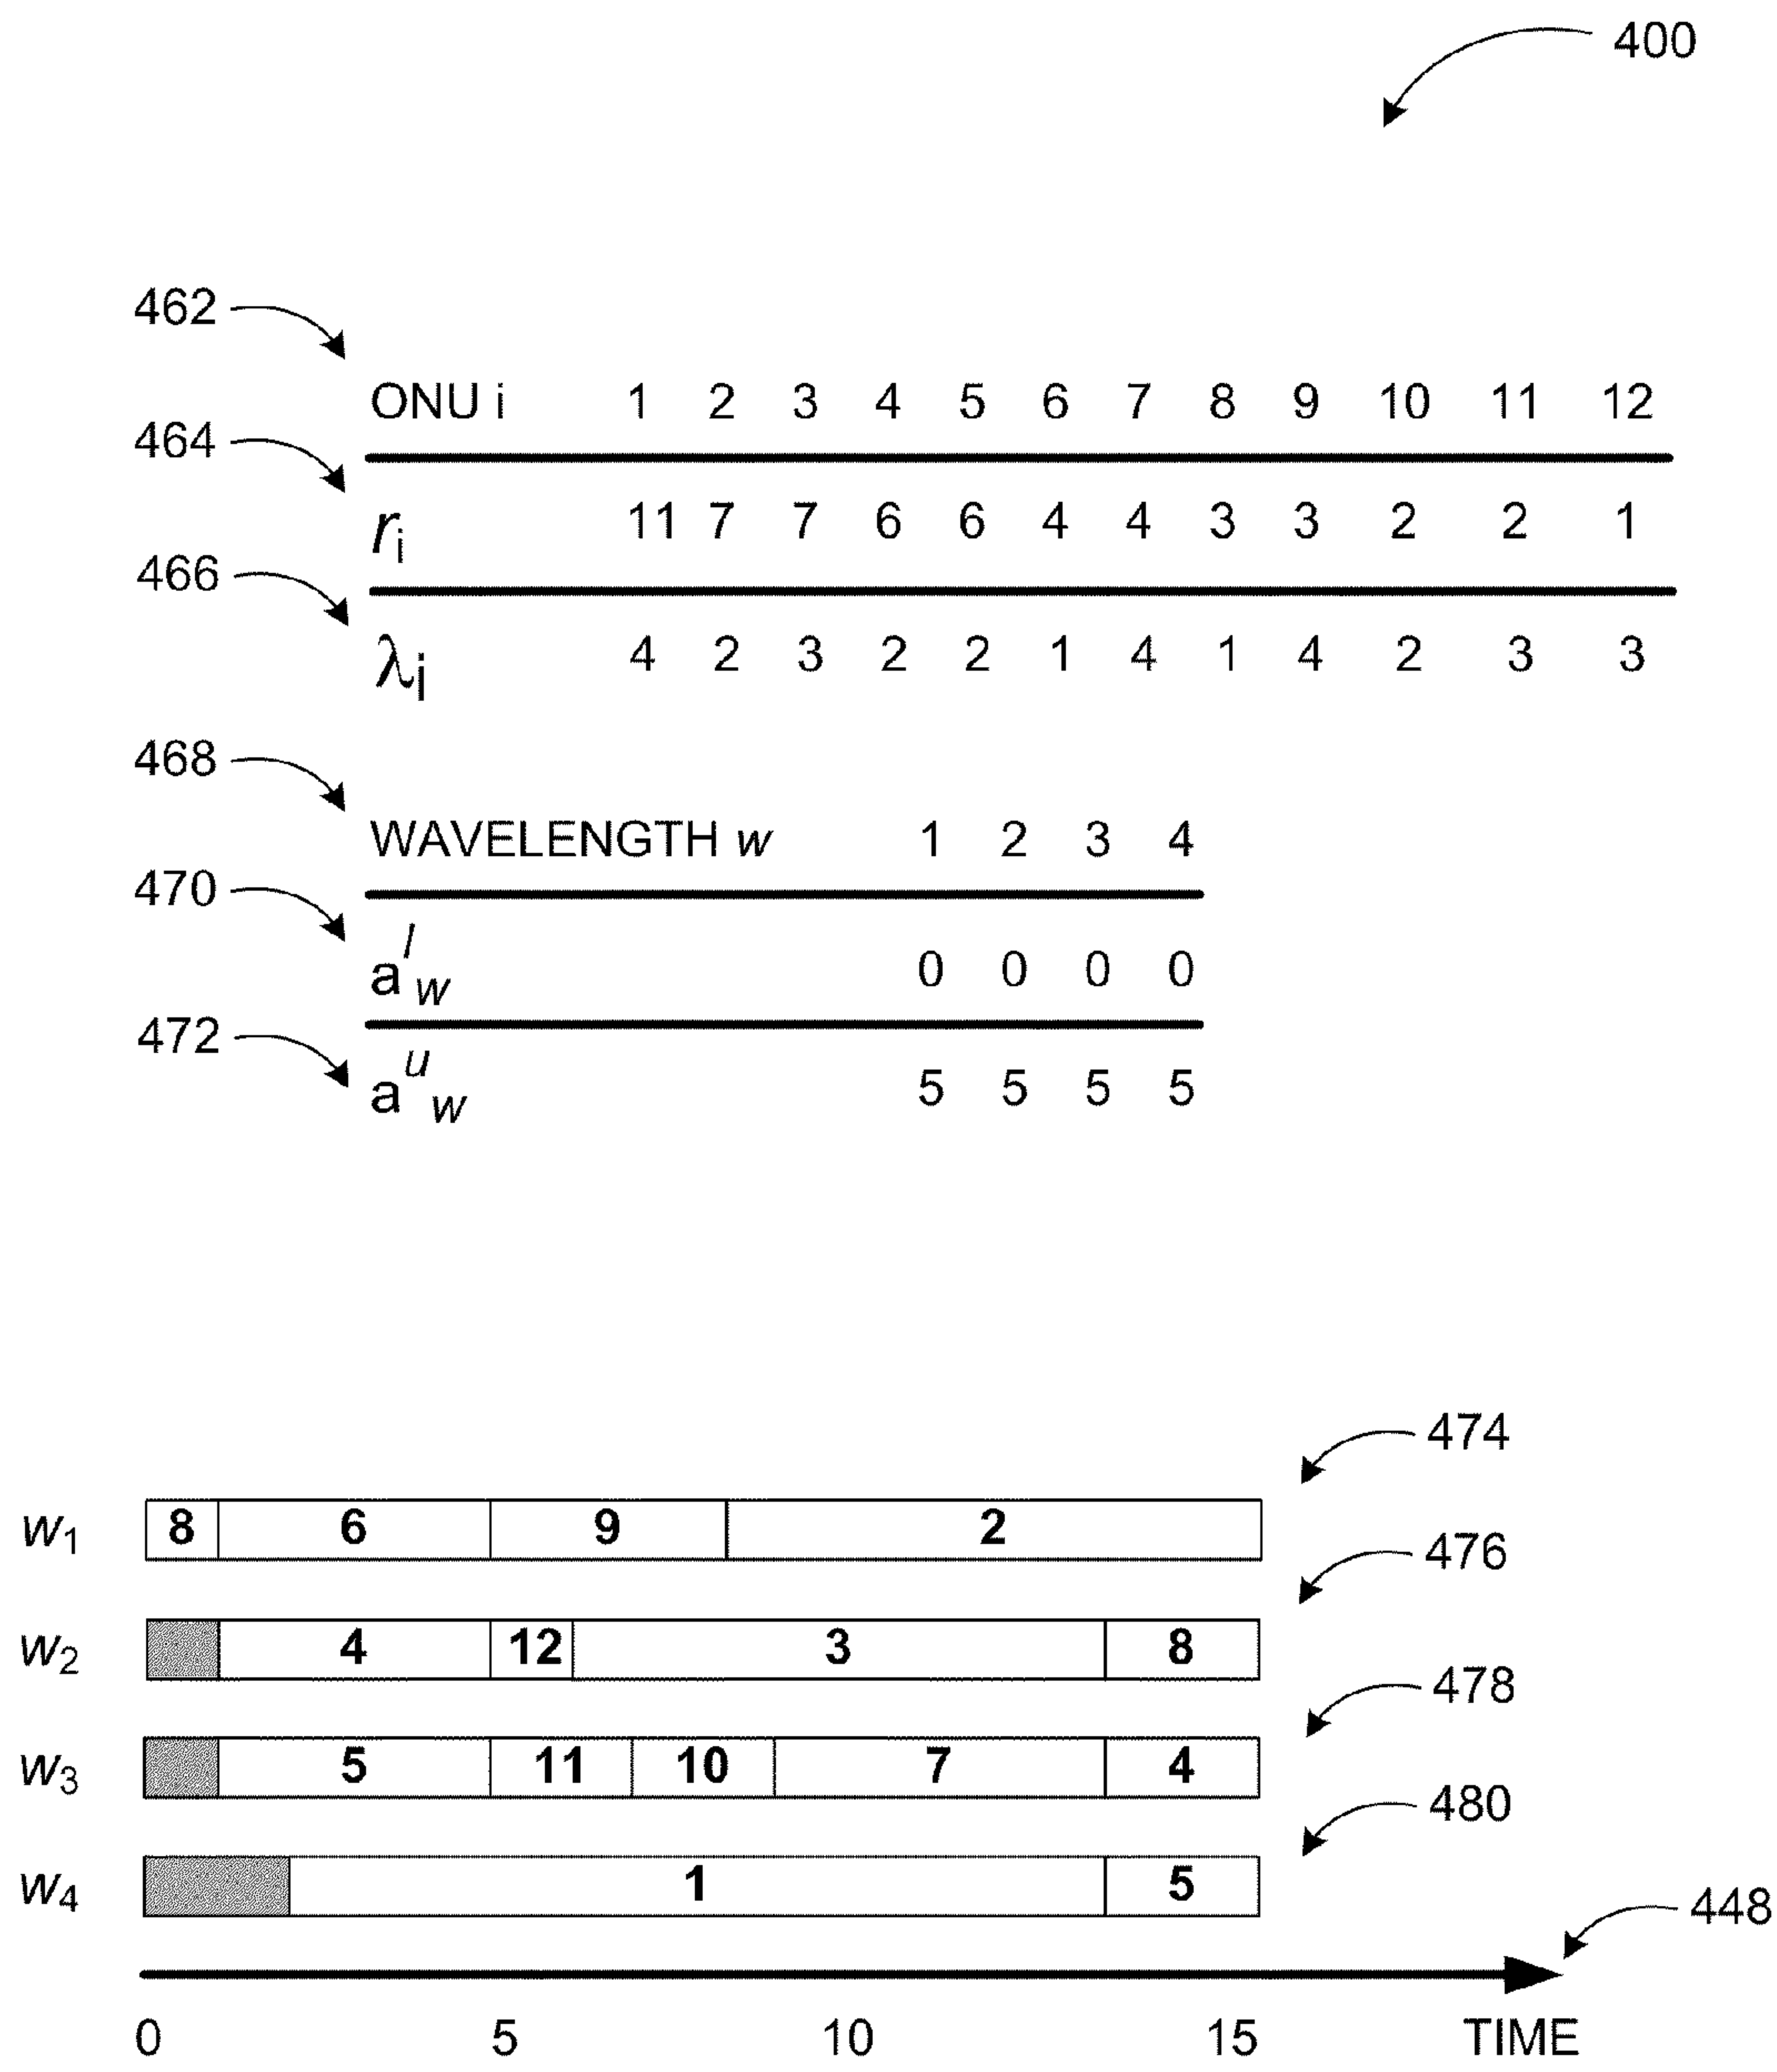 400
462
ONU i 1 2 3 4 5 6 7 8 9 10 11 12
464
r_i 11 7 7 6 6 4 4 3 3 2 2 1
466
λ_i 4 2 3 2 2 1 4 1 4 2 3 3
468
WAVELENGTH w 1 2 3 4
470
a^l_w 0 0 0 0
472
a^u_w 5 5 5 5
474
w_1 8 6 9 2
476
w_2 4 12 3 8
478
w_3 5 11 10 7 4
480
w_4 1 5
448
0 5 10 15 TIME